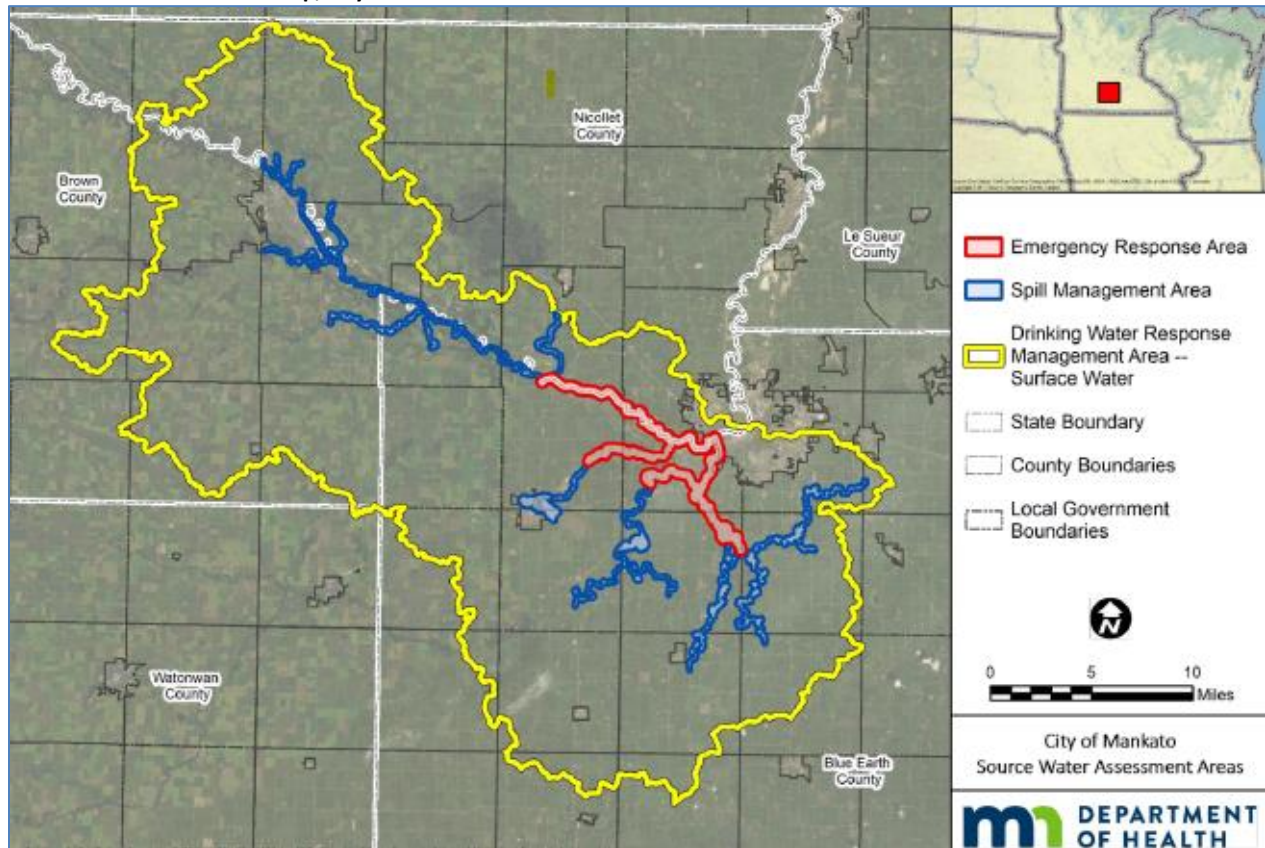 Nicollet
County
Brown
County
Le Sueur
County
Watonwan
County
Blue Earth
County
Emergency Response Area
Spill Management Area
Drinking Water Response
Management Area --
Surface Water
State Boundary
County Boundaries
Local Government
Boundaries
N
0 5 10
Miles
City of Mankato
Source Water Assessment Areas
DEPARTMENT
OF HEALTH